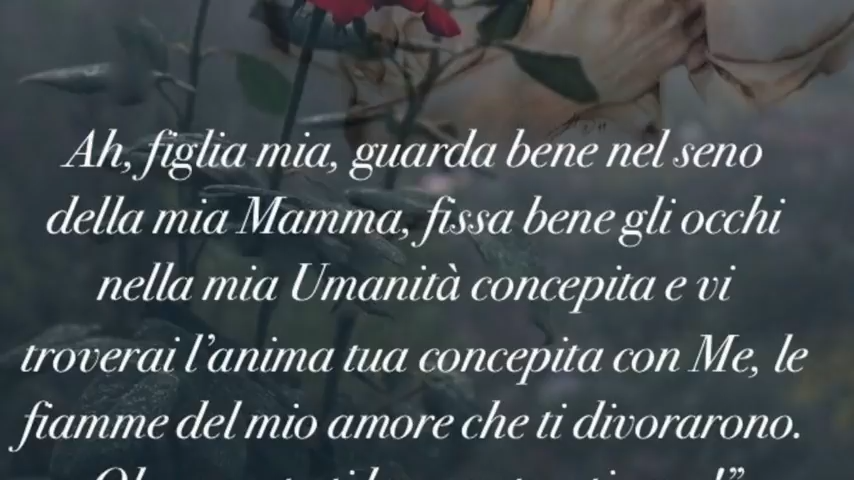 Ah, figlia mia, guarda bene nel seno
della mia Mamma, fissa bene gli occhi
nella mia Umanità concepita e vi
troverai l’anima tua concepita con Me, le
fiamme del mio amore che ti divorarono.